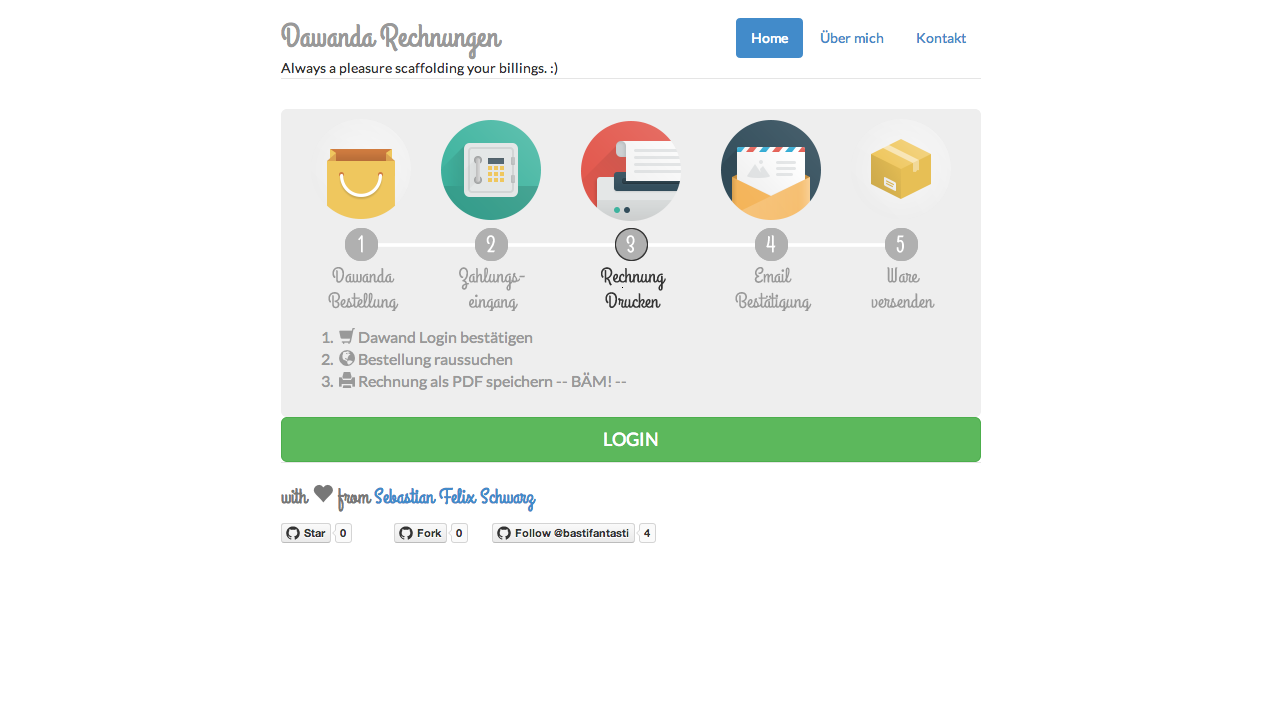 Dawanda Rechnungen
Home Über mich Kontakt
Always a pleasure scaffolding your billings. :)
1 2 3 4 5
Dawanda Zahlungs- Rechnung Email Ware
Bestellung eingang Drucken Bestätigung versenden
1. Dawand Login bestätigen
2. Bestellung raussuchen
3. Rechnung als PDF speichern -- BÄM! --
LOGIN
with from Sebastian Felix Schwarz
Star 0 Fork 0 Follow @bastifantasti 4